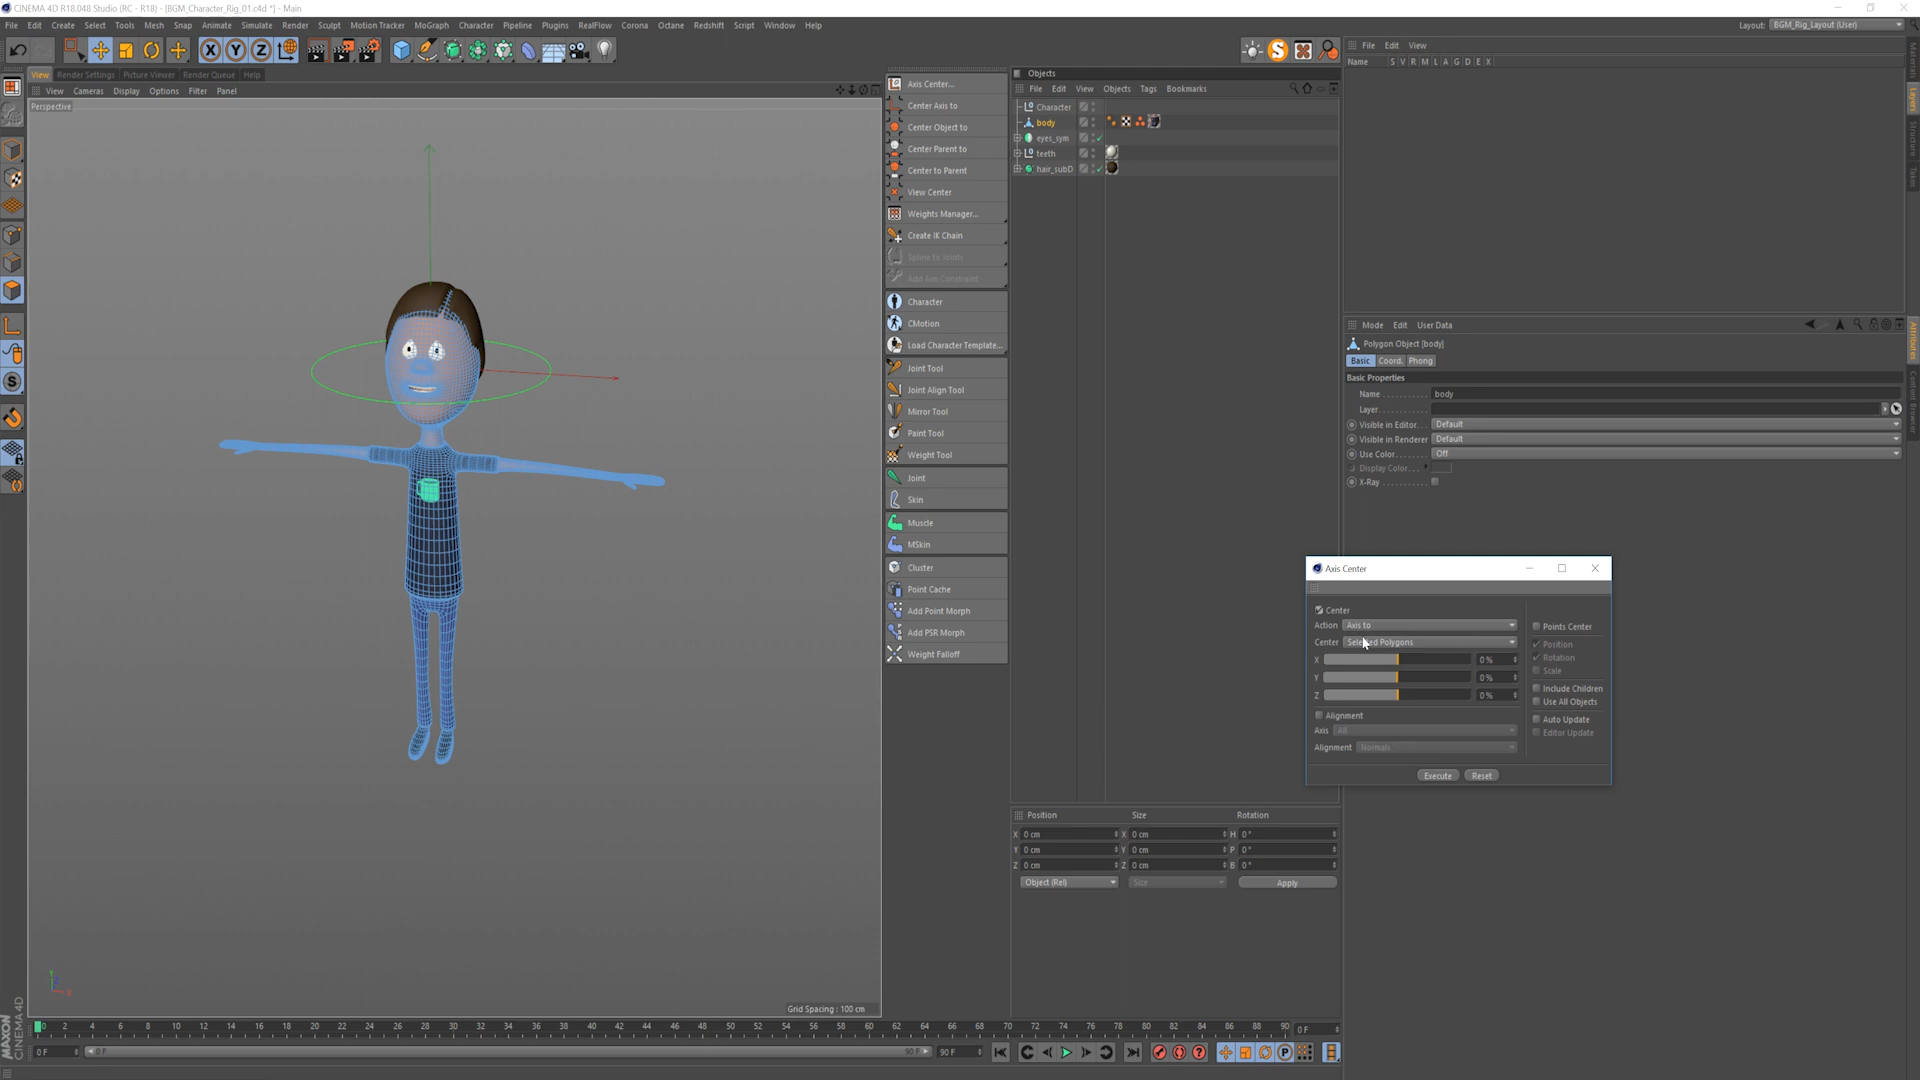 CINEMA 4D R18.048 Studio (RC - R18) - [BGM_Character_Rig_01.c4d *] - Main
File Edit Create Select Tools Mesh Snap Animate Simulate Render Sculpt Motion Tracker MoGraph Character Pipeline Plugins RealFlow Corona Octane Redshift Script Window Help
Layout: BGM_Rig_Layout (User)
View Render Settings Picture Viewer Render Queue Help
View Cameras Display Options Filter Panel
Perspective
Grid Spacing : 100 cm
Axis Center...
Center Axis to
Center Object to
Center Parent to
Center to Parent
View Center
Weights Manager...
Create IK Chain
Spline to Joints
Add Aim Constraint
Character
CMotion
Load Character Template...
Joint Tool
Joint Align Tool
Mirror Tool
Paint Tool
Weight Tool
Joint
Skin
Muscle
MSkin
Cluster
Point Cache
Add Point Morph
Add PSR Morph
Weight Falloff
Objects
File Edit View Objects Tags Bookmarks
Character
body
eyes_sym
teeth
hair_subD
File Edit View
Name S V R M L A G D E X
Mode Edit User Data
Polygon Object [body]
Basic Coord. Phong
Basic Properties
Name body
Layer
Visible in Editor Default
Visible in Renderer Default
Use Color Off
Display Color
X-Ray
Axis Center
Center
Action Axis to
Center Selected Polygons
X 0 %
Y 0 %
Z 0 %
Alignment
Axis All
Alignment Normals
Points Center
Position
Rotation
Scale
Include Children
Use All Objects
Auto Update
Editor Update
Execute Reset
Position Size Rotation
X 0 cm X 0 cm H 0 °
Y 0 cm Y 0 cm P 0 °
Z 0 cm Z 0 cm B 0 °
Object (Rel) Size Apply
0 2 4 6 8 10 12 14 16 18 20 22 24 26 28 30 32 34 36 38 40 42 44 46 48 50 52 54 56 58 60 62 64 66 68 70 72 74 76 78 80 82 84 86 88 90 0 F
0 F 0 F 90 F 90 F
Materials
Layers
Structure
Takes
Attributes
Content Browser
MAXON
CINEMA 4D